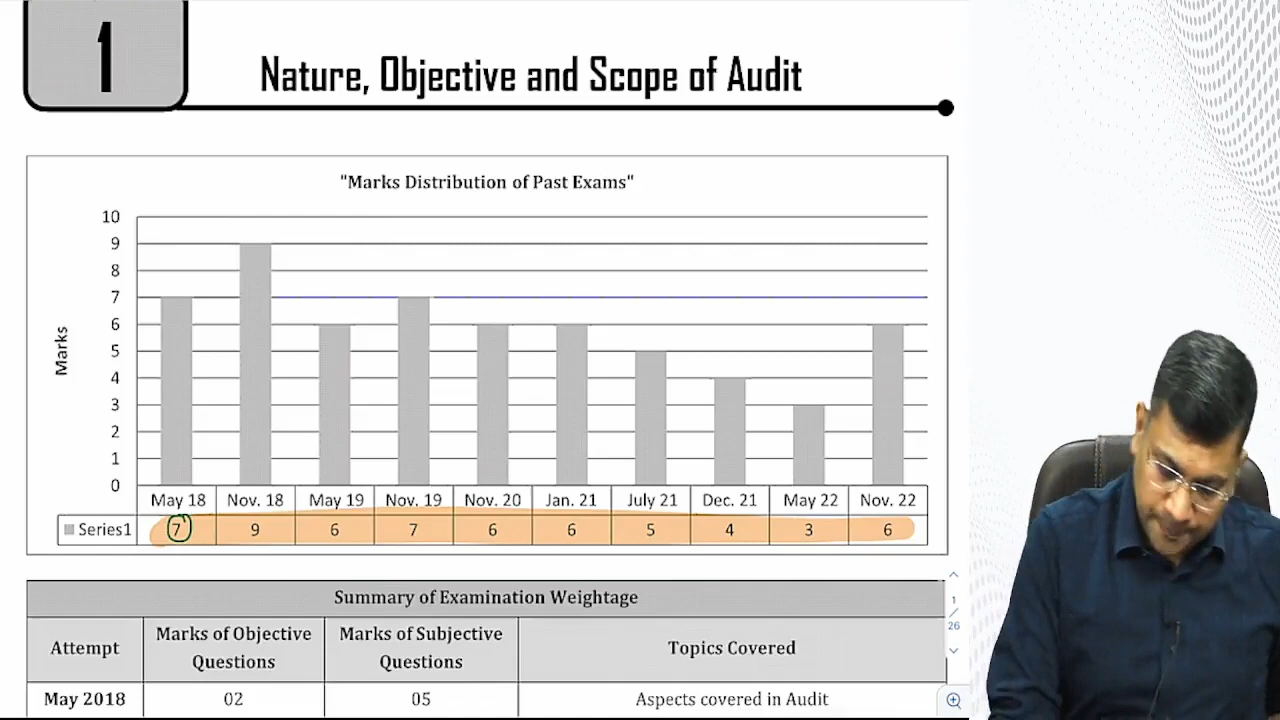 1
Nature, Objective and Scope of Audit
"Marks Distribution of Past Exams"
Marks
10
9
8
7
6
5
4
3
2
1
0
May 18 Nov. 18 May 19 Nov. 19 Nov. 20 Jan. 21 July 21 Dec. 21 May 22 Nov. 22
Series1 7 9 6 7 6 6 5 4 3 6
Summary of Examination Weightage
Attempt Marks of Objective Questions Marks of Subjective Questions Topics Covered
May 2018 02 05 Aspects covered in Audit
1
/
26